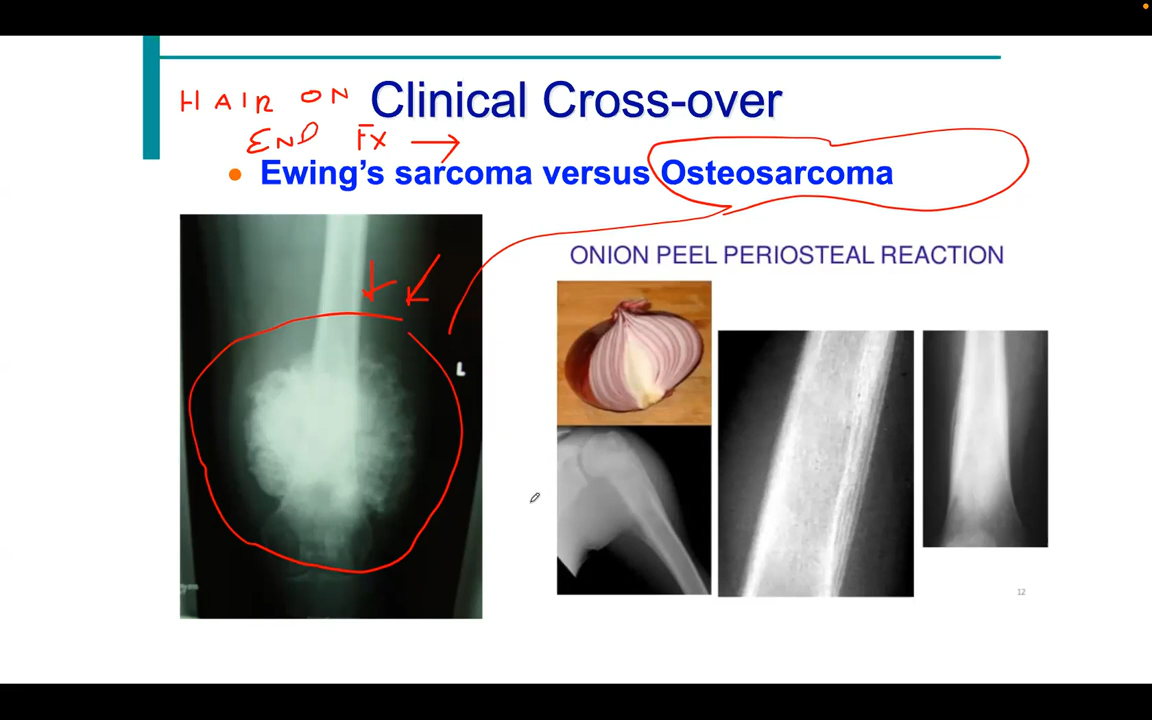 HAIR ON
END FX →
Clinical Cross-over
• Ewing's sarcoma versus Osteosarcoma
ONION PEEL PERIOSTEAL REACTION
L
12